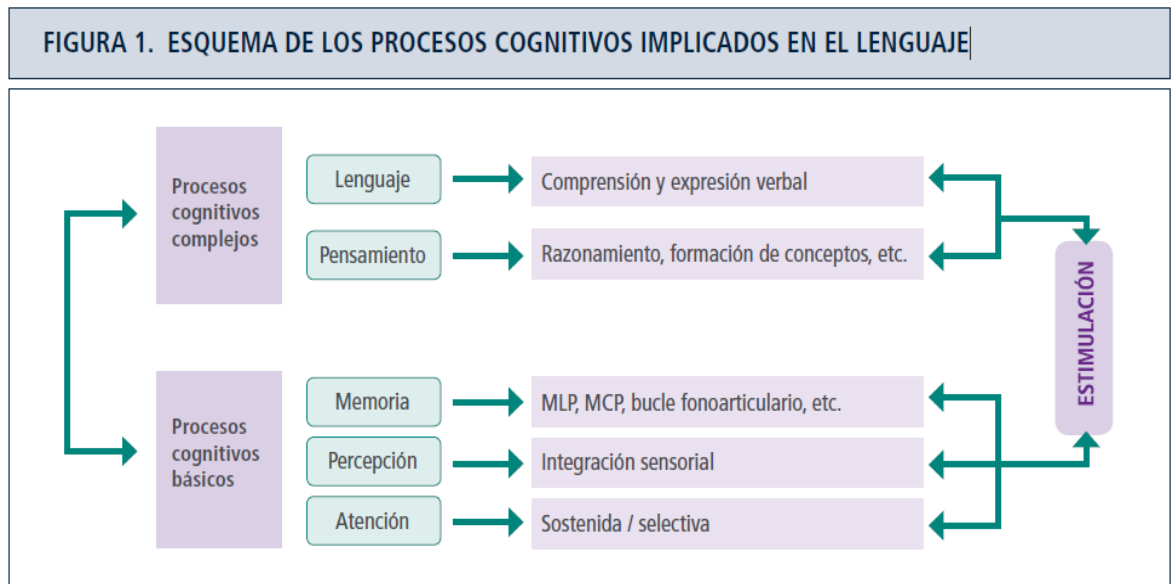 FIGURA 1. ESQUEMA DE LOS PROCESOS COGNITIVOS IMPLICADOS EN EL LENGUAJE
Procesos
cognitivos
complejos
Lenguaje
Comprensión y expresión verbal
Pensamiento
Razonamiento, formación de conceptos, etc.
ESTIMULACIÓN
Procesos
cognitivos
básicos
Memoria
MLP, MCP, bucle fonoarticulario, etc.
Percepción
Integración sensorial
Atención
Sostenida / selectiva